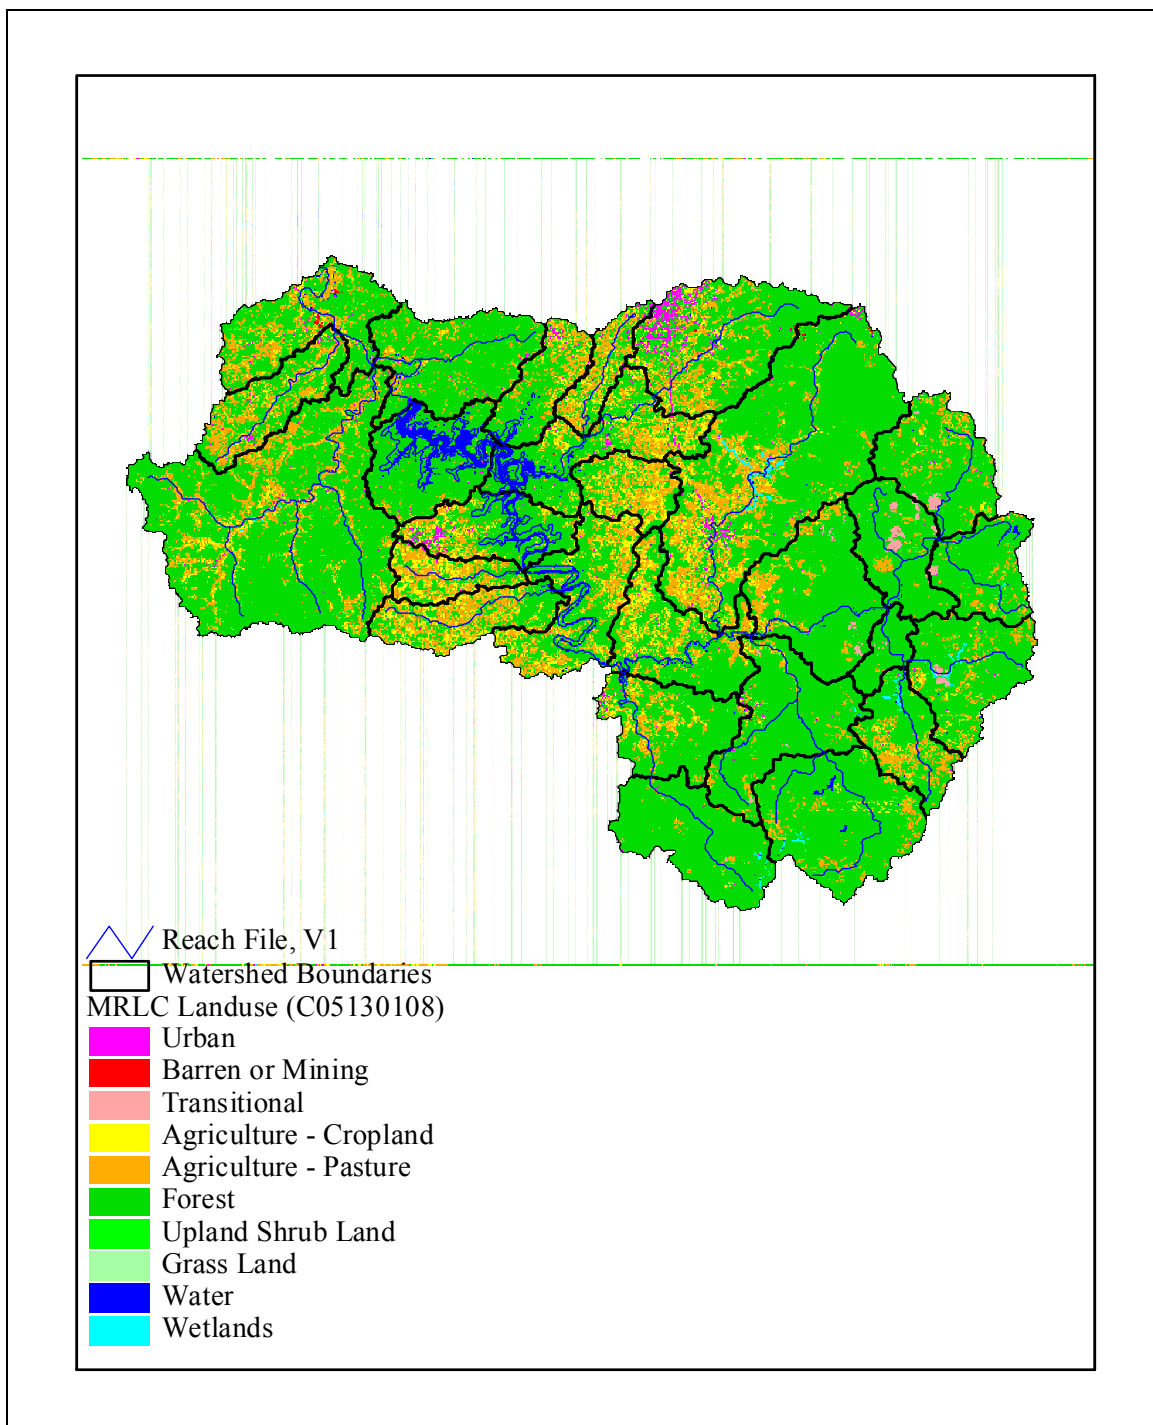 Reach File, V1
Watershed Boundaries
MRLC Landuse (C05130108)
Urban
Barren or Mining
Transitional
Agriculture - Cropland
Agriculture - Pasture
Forest
Upland Shrub Land
Grass Land
Water
Wetlands